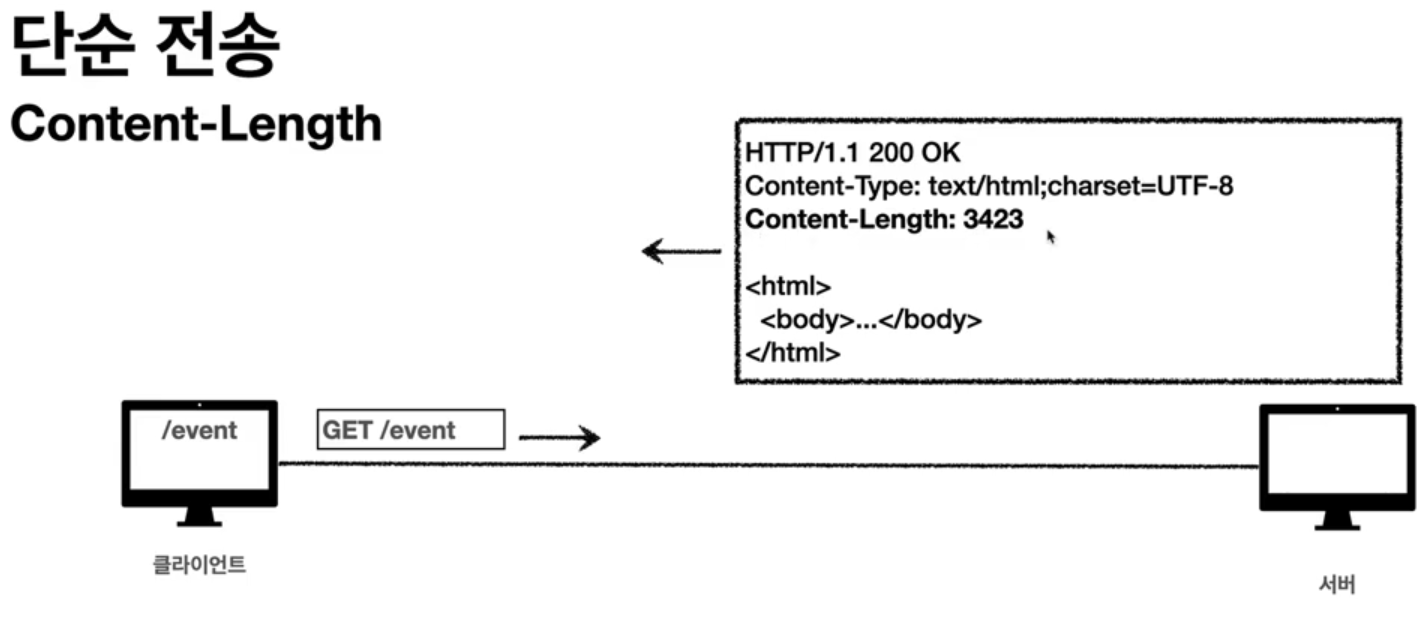 단순 전송
Content-Length
HTTP/1.1 200 OK
Content-Type: text/html;charset=UTF-8
Content-Length: 3423
<html>
<body>...</body>
</html>
/event
GET /event
클라이언트
서버